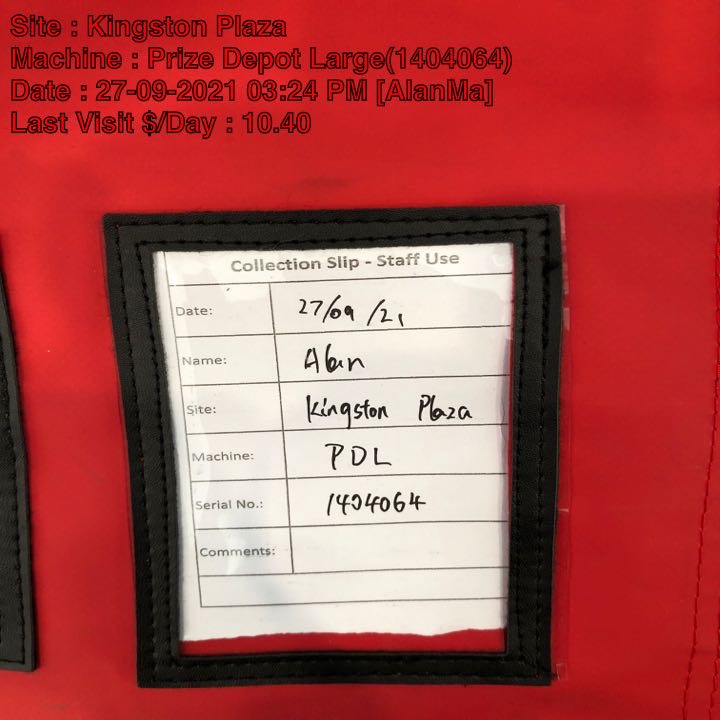 Site : Kingston Plaza
Machine : Prize Depot Large(1404064)
Date : 27-09-2021 03:24 PM [AlanMa]
Last Visit $/Day : 10.40
Collection Slip - Staff Use
Date: 27/09/21
Name: Alan
Site: Kingston Plaza
Machine: PDL
Serial No.: 1404064
Comments: